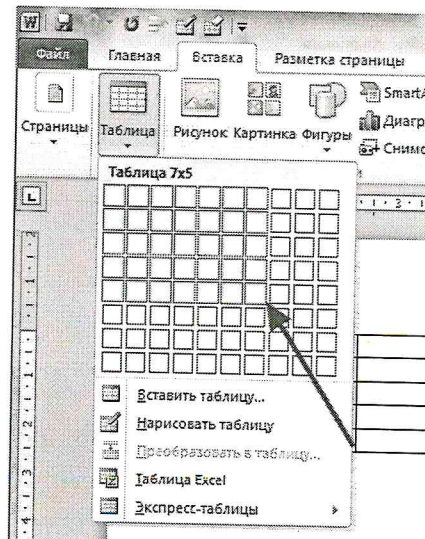 Файл Главная Вставка Разметка страницы
SmartA
Диагр
Снимо
Страницы Таблица Рисунок Картинка Фигуры
Таблица 7x5
Вставить таблицу...
Нарисовать таблицу
Преобразовать в таблицу...
Таблица Excel
Экспресс-таблицы